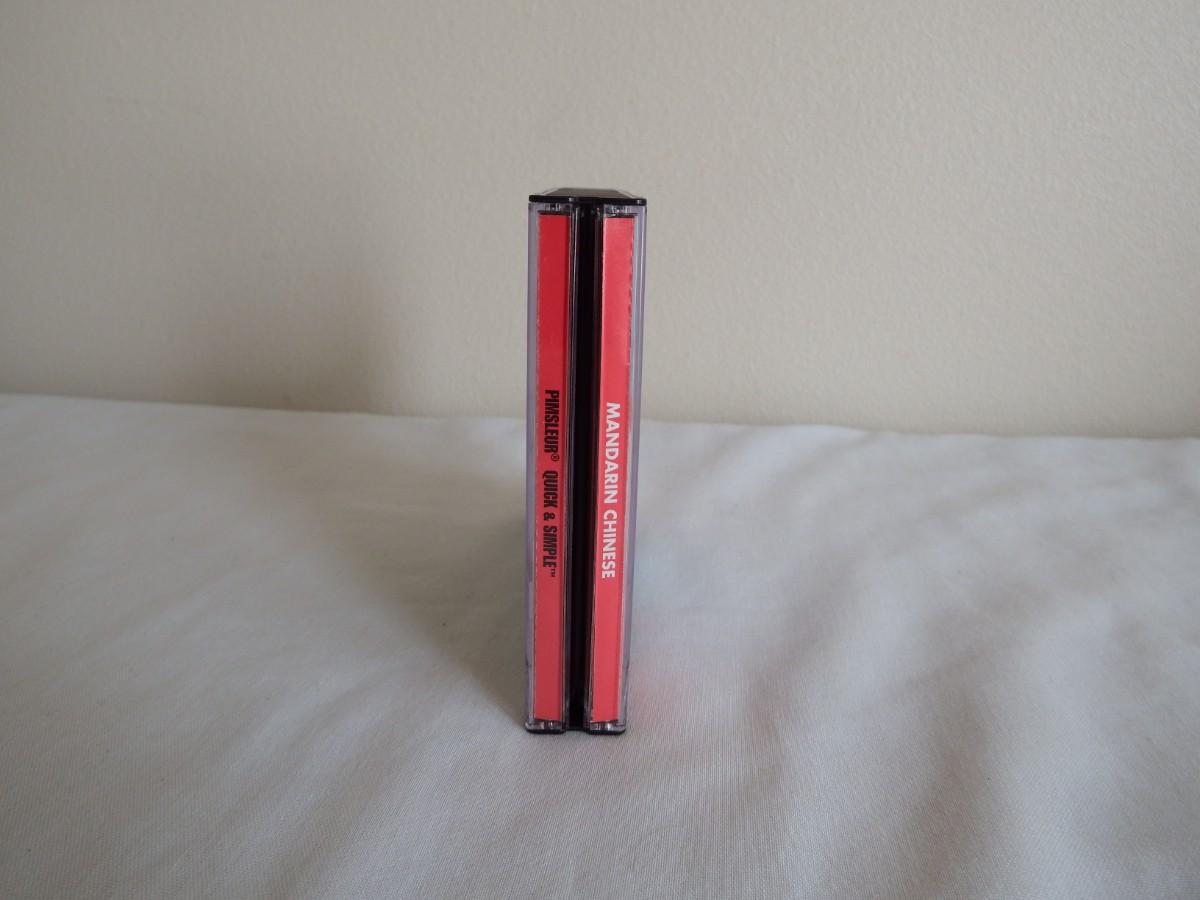 MANDARIN CHINESE
PIMSLEUR® QUICK & SIMPLE™